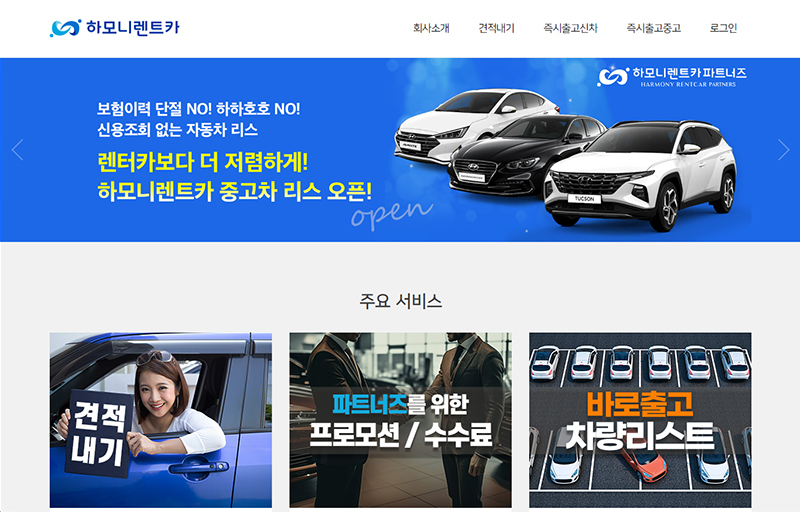 하모니렌트카
회사소개 견적내기 즉시출고신차 즉시출고중고 로그인
하모니렌트카파트너즈
HARMONY RENTCAR PARTNERS
보험이력 단절 NO! 하하호호 NO!
신용조회 없는 자동차 리스
렌터카보다 더 저렴하게!
하모니렌트카 중고차 리스 오픈!
open
AVANTE
TUCSON
주요 서비스
견적
내기
파트너즈를 위한
프로모션 / 수수료
바로출고
차량리스트